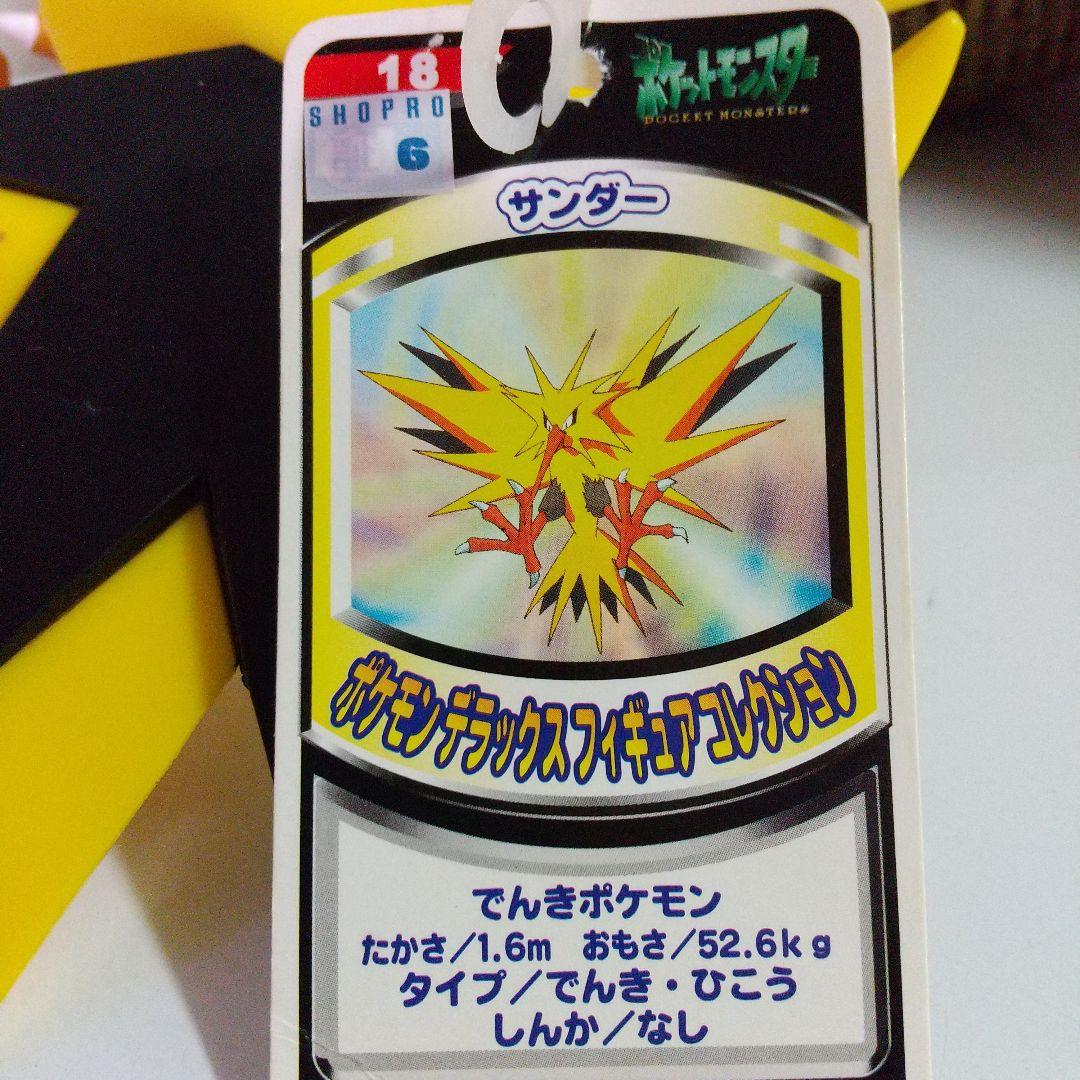 18
SHOPRO
6
ポケットモンスター
POCKET MONSTERS
サンダー
ポケモンデラックスフィギュアコレクション
でんきポケモン
たかさ／1.6m　おもさ／52.6kg
タイプ／でんき・ひこう
しんか／なし